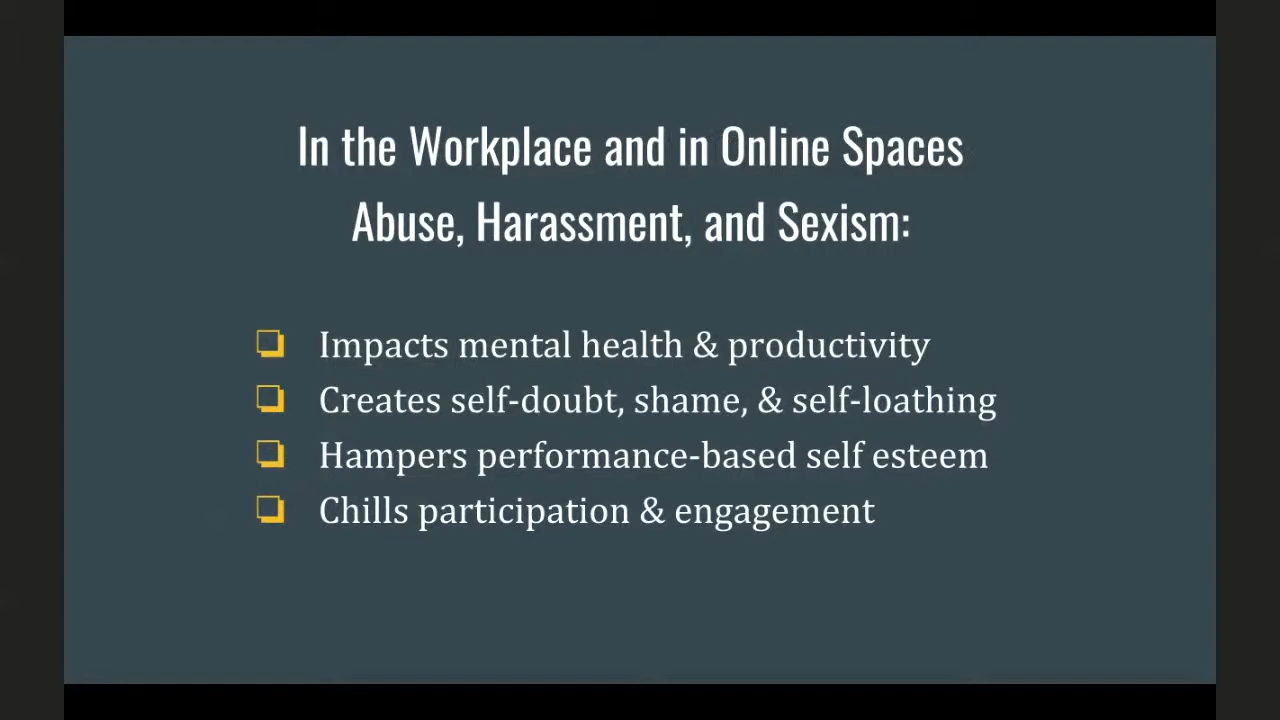 In the Workplace and in Online Spaces
Abuse, Harassment, and Sexism:
Impacts mental health & productivity
Creates self-doubt, shame, & self-loathing
Hampers performance-based self esteem
Chills participation & engagement